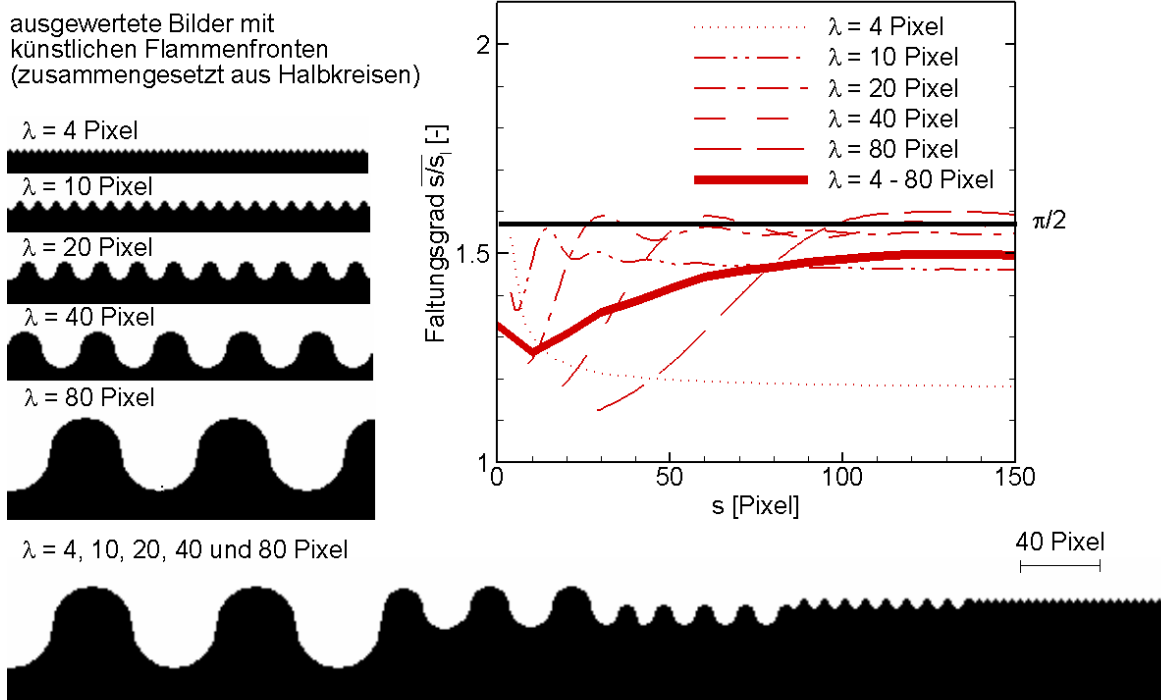 ausgewertete Bilder mit
künstlichen Flammenfronten
(zusammengesetzt aus Halbkreisen)
λ = 4 Pixel
λ = 10 Pixel
λ = 20 Pixel
λ = 40 Pixel
λ = 80 Pixel
λ = 4, 10, 20, 40 und 80 Pixel
40 Pixel
Faltungsgrad s/s_l [-]
2
1.5
1
0
50
100
150
s [Pixel]
λ = 4 Pixel
λ = 10 Pixel
λ = 20 Pixel
λ = 40 Pixel
λ = 80 Pixel
λ = 4 - 80 Pixel
π/2